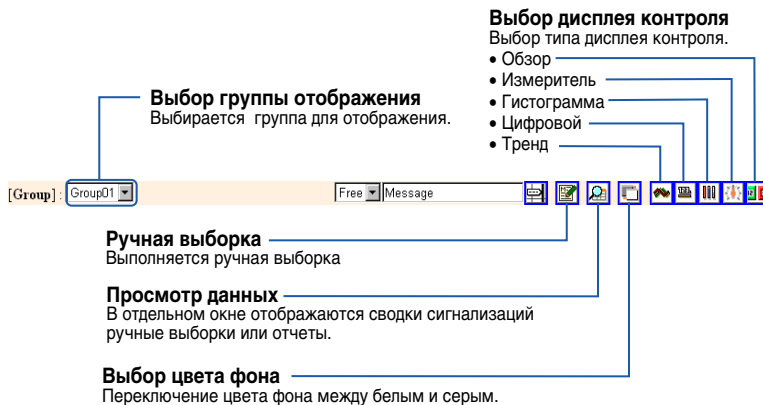 Выбор дисплея контроля
Выбор типа дисплея контроля.
• Обзор
• Измеритель
• Гистограмма
• Цифровой
• Тренд
Выбор группы отображения
Выбирается группа для отображения.
[Group] : Group01 Free Message
Ручная выборка
Выполняется ручная выборка
Просмотр данных
В отдельном окне отображаются сводки сигнализаций
ручные выборки или отчеты.
Выбор цвета фона
Переключение цвета фона между белым и серым.